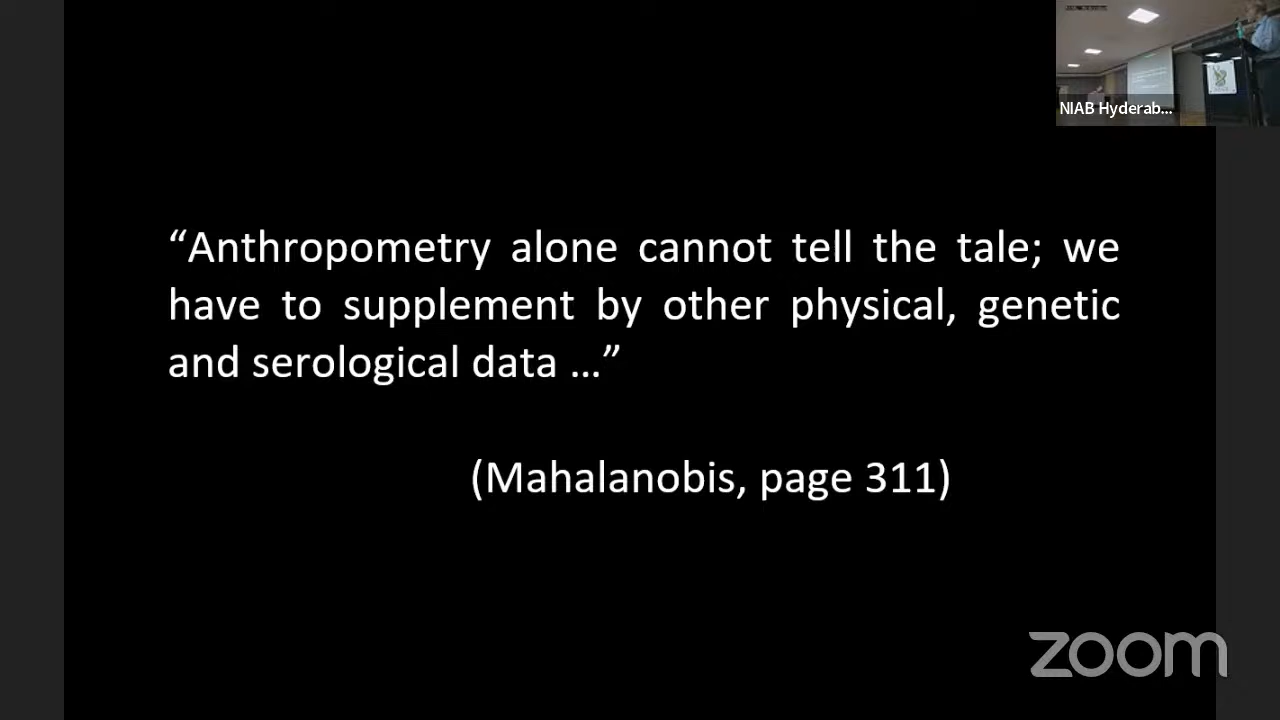 NIAB Hyderab...
“Anthropometry alone cannot tell the tale; we
have to supplement by other physical, genetic
and serological data ...”
(Mahalanobis, page 311)
zoom